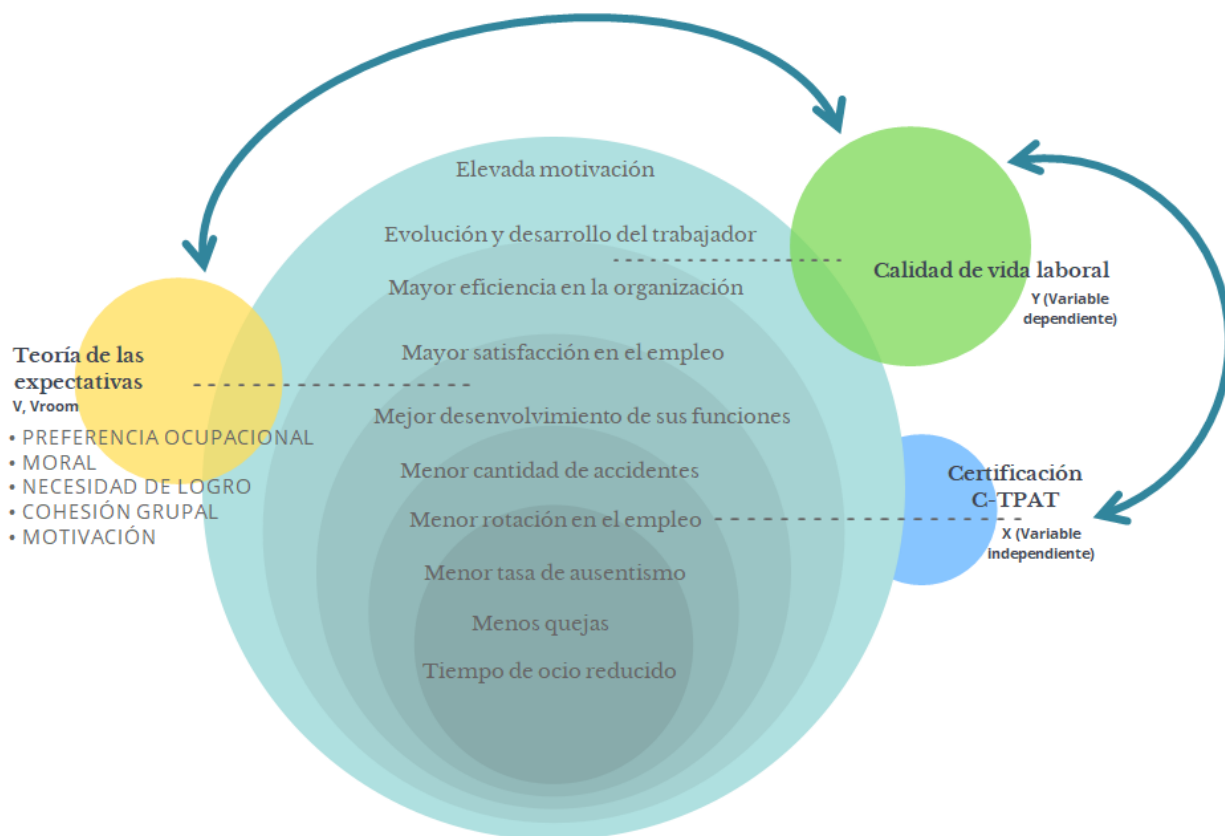 Elevada motivación
Evolución y desarrollo del trabajador
Mayor eficiencia en la organización
Mayor satisfacción en el empleo
Mejor desenvolvimiento de sus funciones
Menor cantidad de accidentes
Menor rotación en el empleo
Menor tasa de ausentismo
Menos quejas
Tiempo de ocio reducido
Teoría de las
expectativas
V, Vroom
• PREFERENCIA OCUPACIONAL
• MORAL
• NECESIDAD DE LOGRO
• COHESIÓN GRUPAL
• MOTIVACIÓN
Calidad de vida laboral
Y (Variable
dependiente)
Certificación
C-TPAT
X (Variable
independiente)